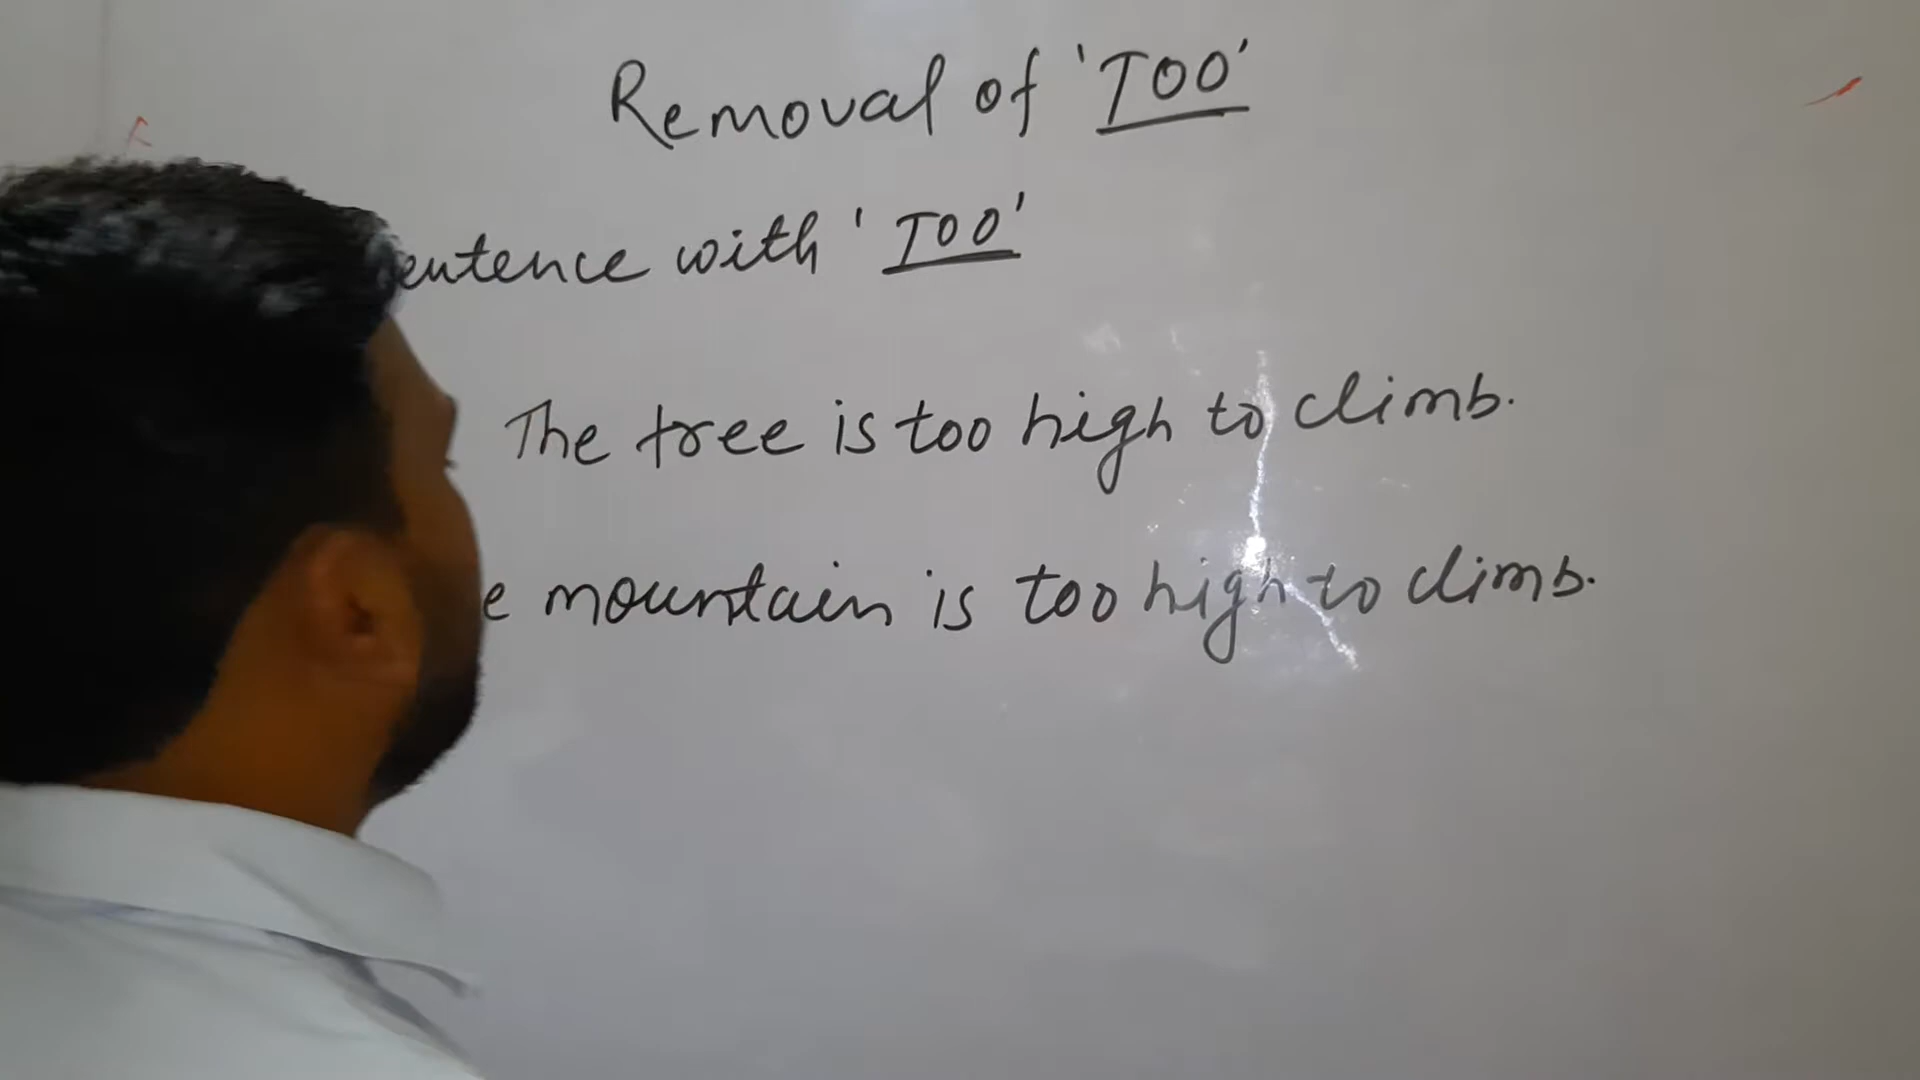 Removal of 'TOO'
entence with 'TOO'
The tree is too high to climb.
e mountain is too high to climb.